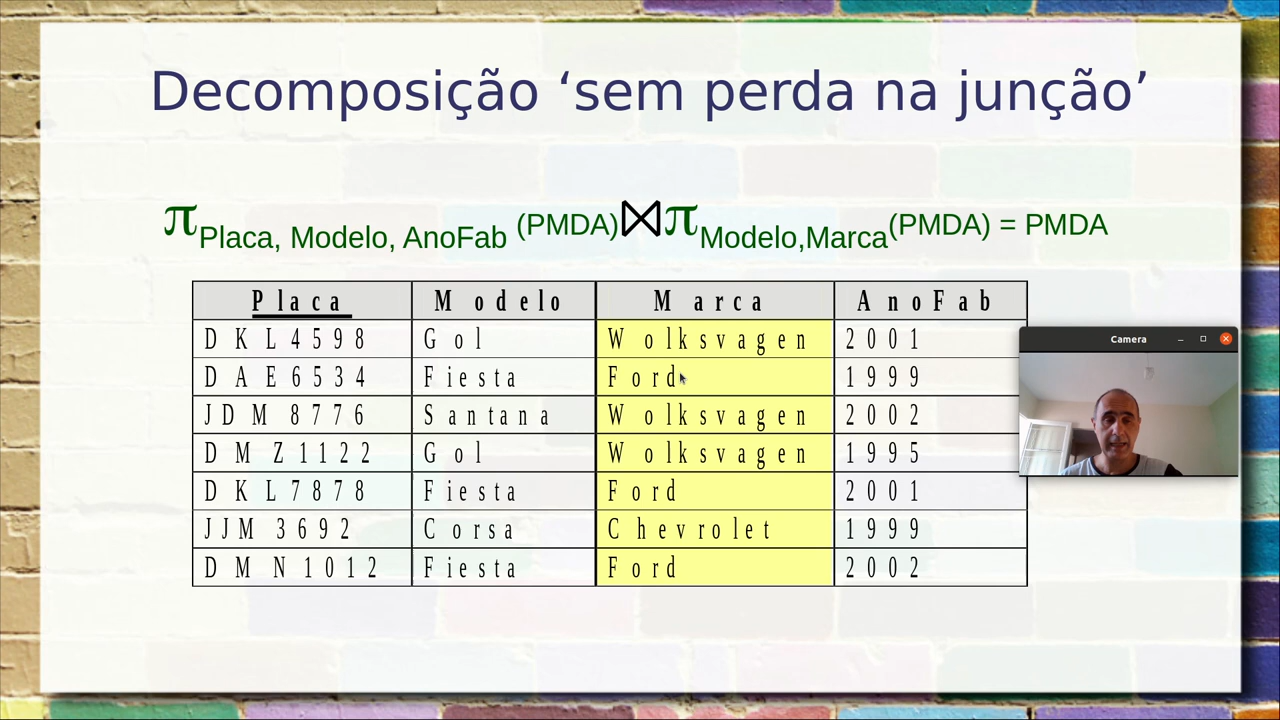 Decomposição ‘sem perda na junção’
πPlaca, Modelo, AnoFab (PMDA)⋈πModelo,Marca(PMDA) = PMDA
Placa Modelo Marca AnoFab
DKL4598 Gol Wolksvagen 2001
DAE6534 Fiesta Ford 1999
JDM8776 Santana Wolksvagen 2002
DMZ1122 Gol Wolksvagen 1995
DKL7878 Fiesta Ford 2001
JJM3692 Corsa Chevrolet 1999
DMN1012 Fiesta Ford 2002
Camera